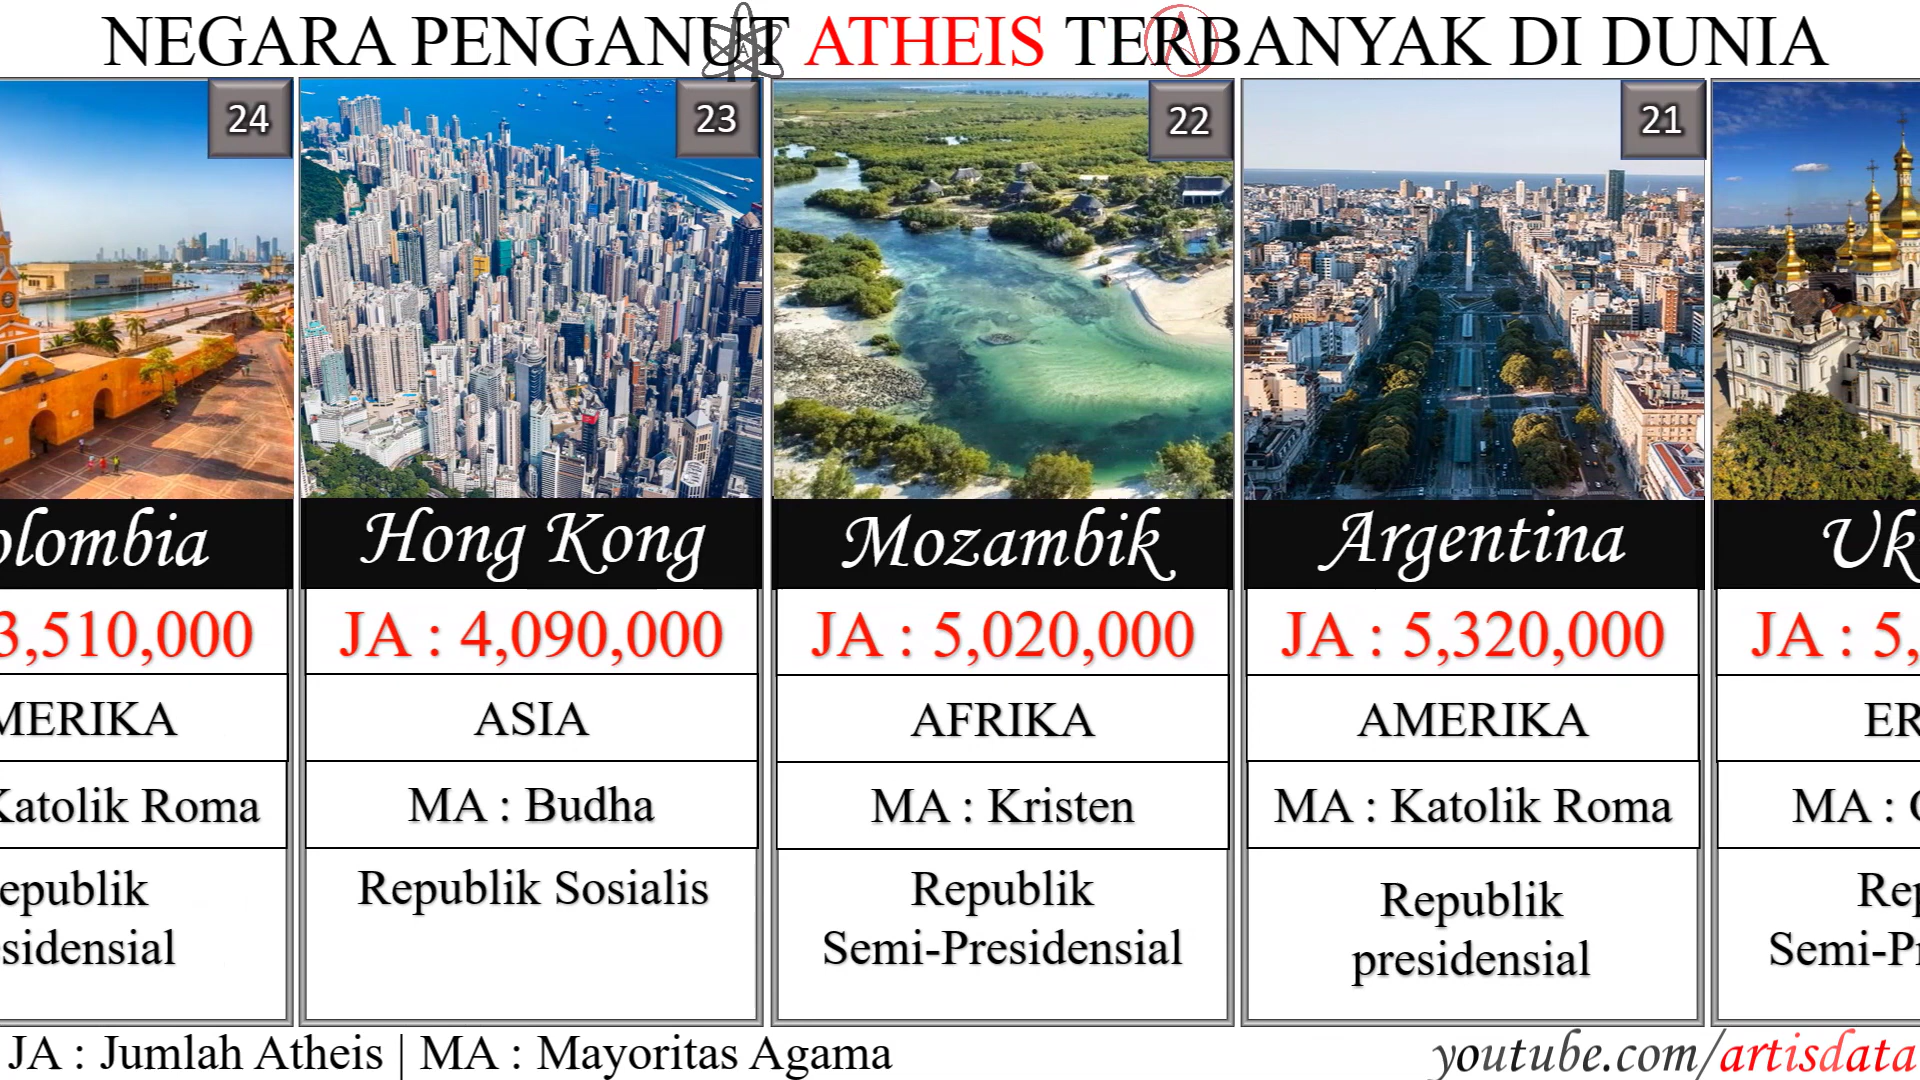 NEGARA PENGANUT ATHEIS TERBANYAK DI DUNIA
24
olombia
3,510,000
MERIKA
Katolik Roma
epublik
sidensial
23
Hong Kong
JA : 4,090,000
ASIA
MA : Budha
Republik Sosialis
22
Mozambik
JA : 5,020,000
AFRIKA
MA : Kristen
Republik
Semi-Presidensial
21
Argentina
JA : 5,320,000
AMERIKA
MA : Katolik Roma
Republik
presidensial
Uk
JA : 5,
ER
MA :
Rep
Semi-Pr
JA : Jumlah Atheis | MA : Mayoritas Agama
youtube.com/artisdata